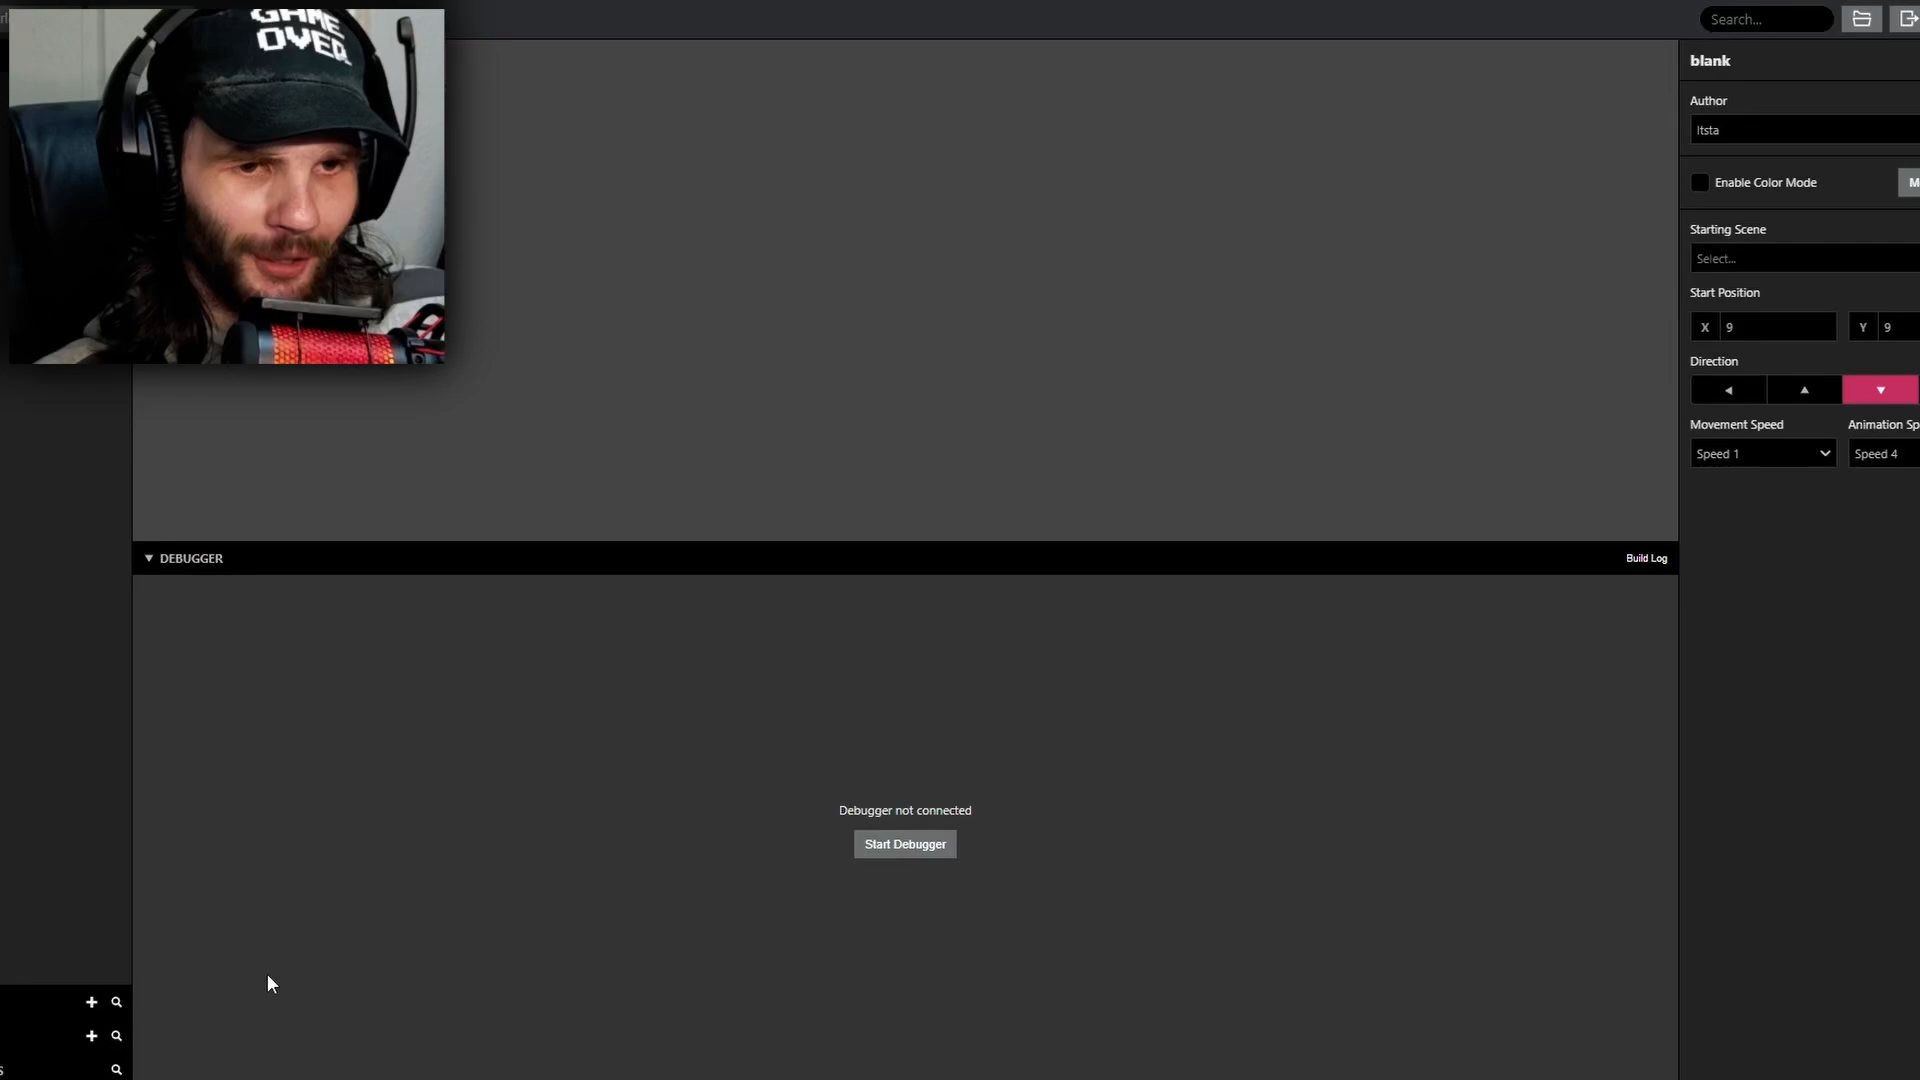 GAME
OVER
Search...
blank
Author
Itsta
Enable Color Mode
M
Starting Scene
Select...
Start Position
X 9 Y 9
Direction
Movement Speed
Animation Sp
Speed 1
Speed 4
DEBUGGER
Build Log
Debugger not connected
Start Debugger
s